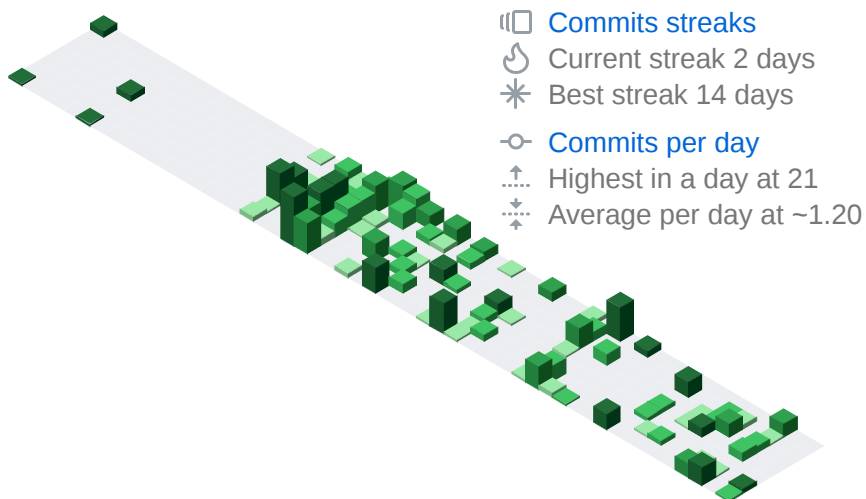 Commits streaks
Current streak 2 days
Best streak 14 days
Commits per day
Highest in a day at 21
Average per day at ~1.20